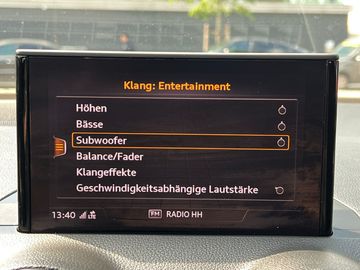 Klang: Entertainment
Höhen
Bässe
Subwoofer
Balance/Fader
Klangeffekte
Geschwindigkeitsabhängige Lautstärke
13:40 FM RADIO HH